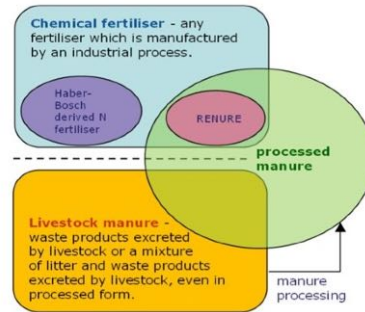 Chemical fertiliser - any
fertiliser which is manufactured
by an industrial process.
Haber-
Bosch
derived N
fertiliser
RENURE
processed
manure
Livestock manure -
waste products excreted
by livestock or a mixture
of litter and waste products
excreted by livestock, even in
processed form.
manure
processing